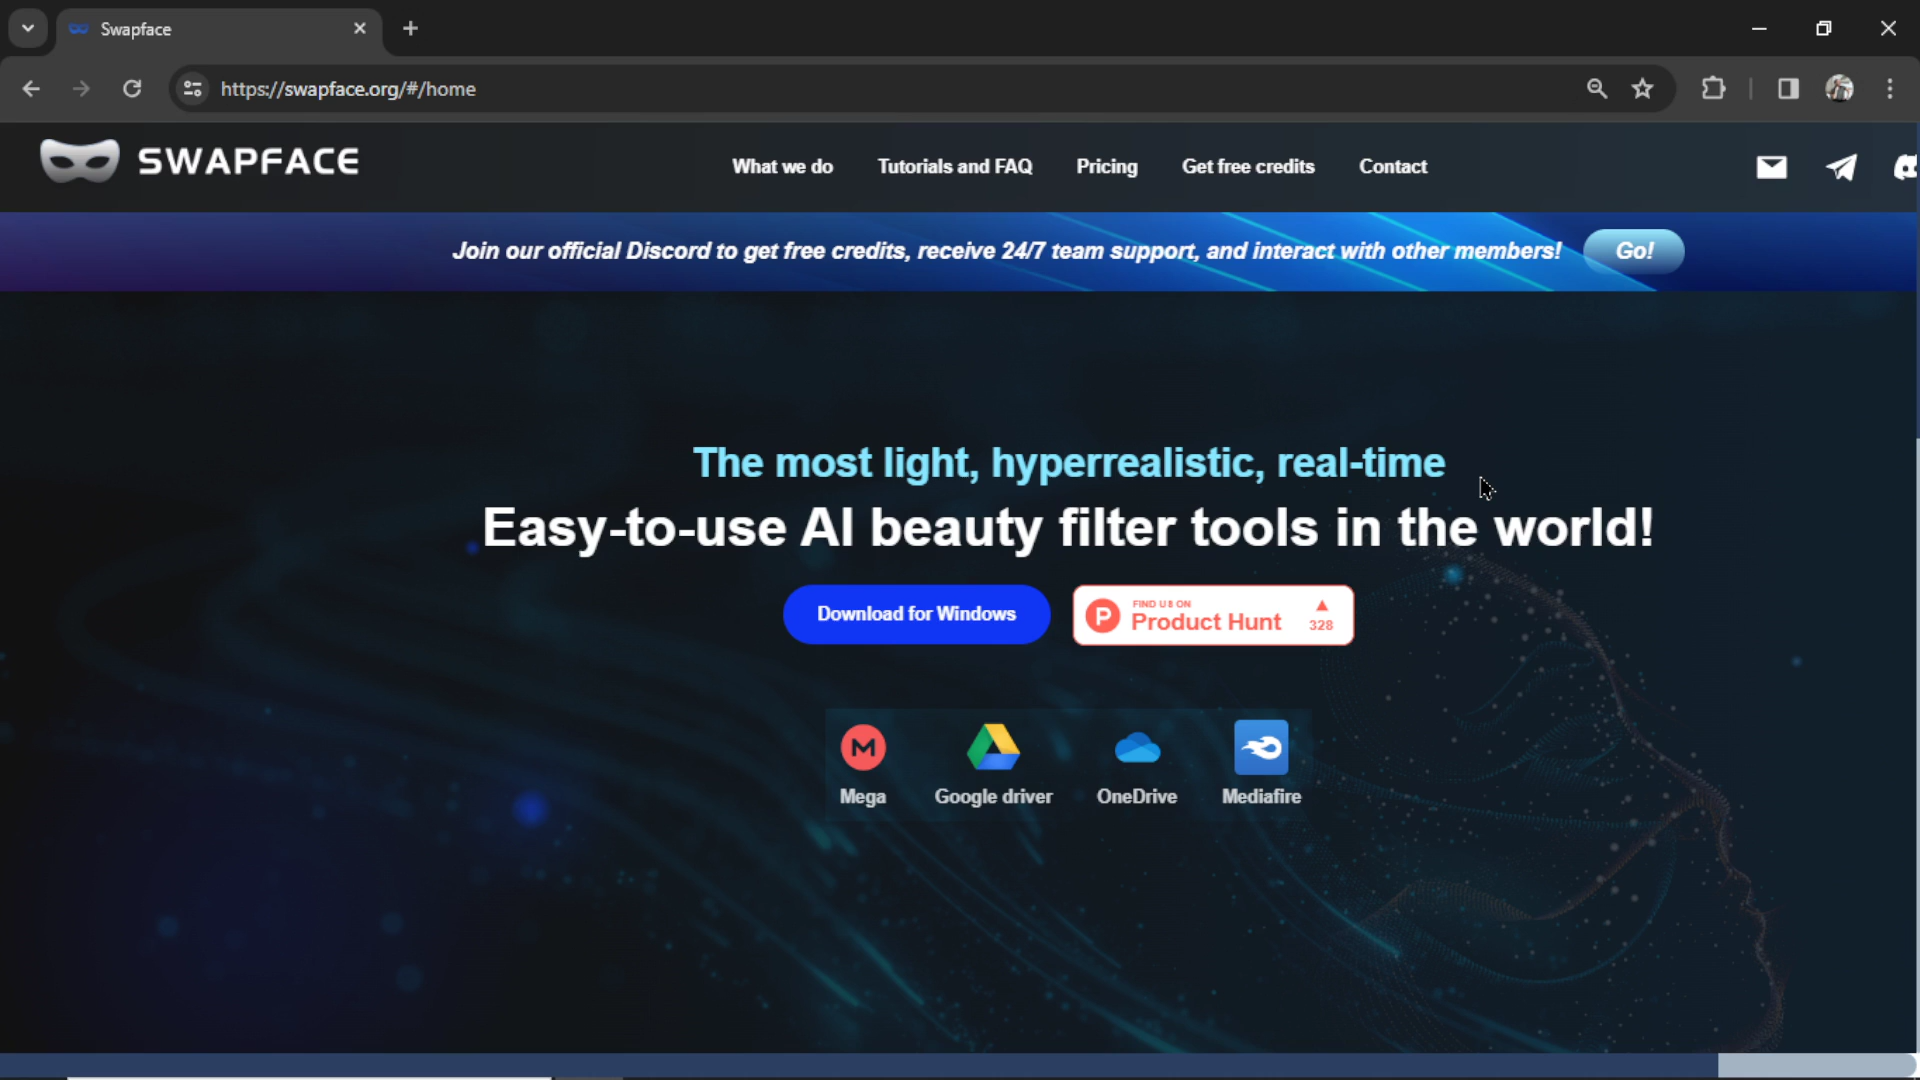 Swapface
https://swapface.org/#/home
SWAPFACE
What we do Tutorials and FAQ Pricing Get free credits Contact
Join our official Discord to get free credits, receive 24/7 team support, and interact with other members! Go!
The most light, hyperrealistic, real-time
Easy-to-use AI beauty filter tools in the world!
Download for Windows
P
FIND US ON
Product Hunt
328
M
Mega Google driver OneDrive Mediafire